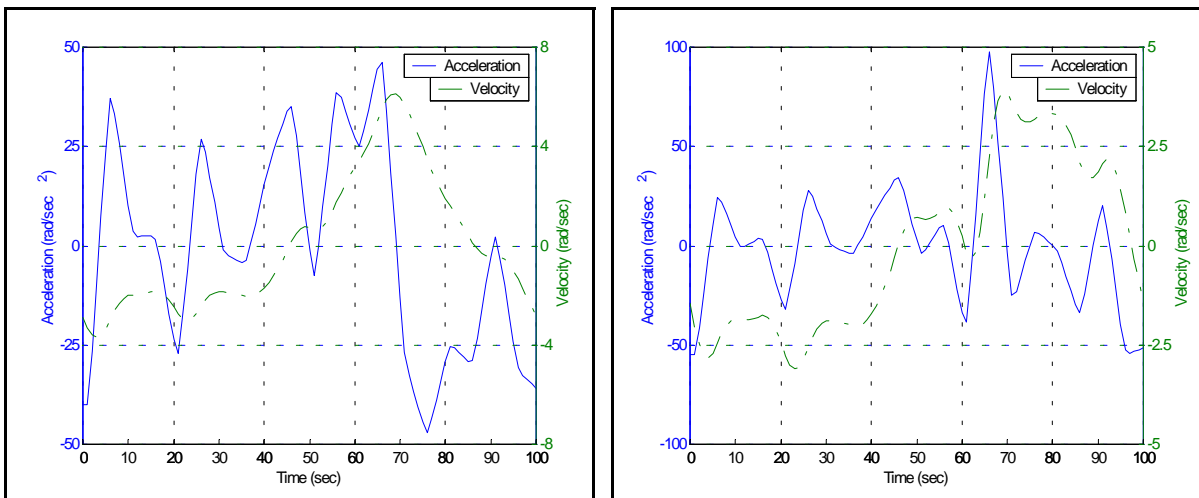 50
25
0
-25
-50
8
4
0
-4
-8
Acceleration
Velocity
Acceleration (rad/sec 2)
Velocity (rad/sec)
0 10 20 30 40 50 60 70 80 90 100
Time (sec)
100
50
0
-50
-100
5
2.5
0
-2.5
-5
Acceleration
Velocity
Acceleration (rad/sec 2)
Velocity (rad/sec)
0 10 20 30 40 50 60 70 80 90 100
Time (sec)